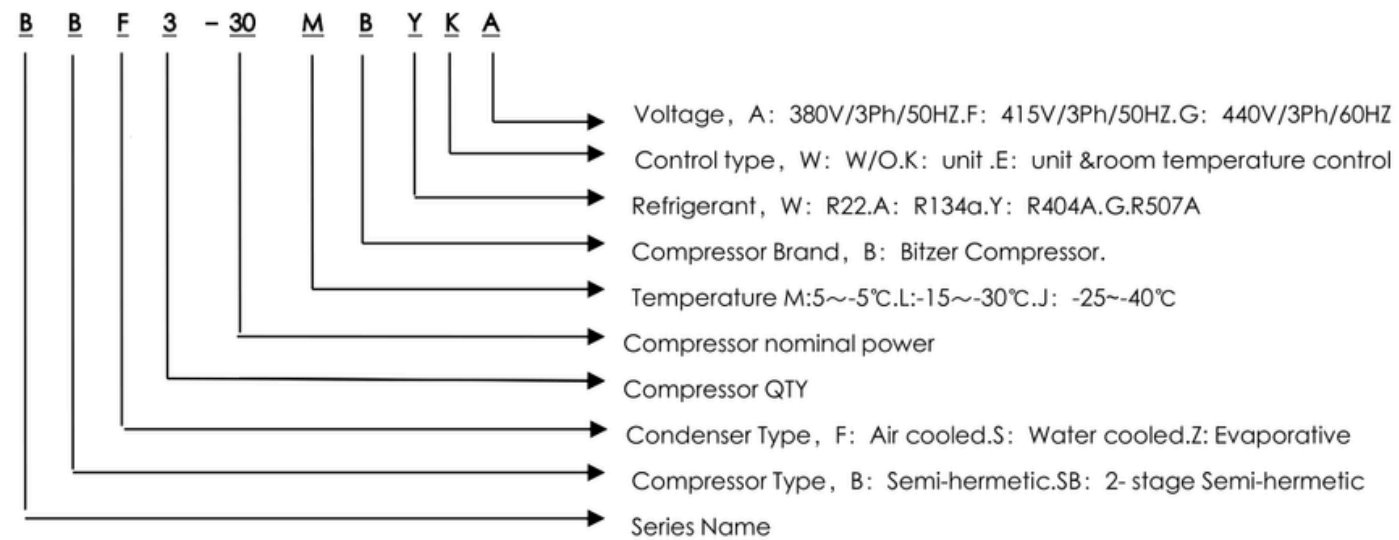 B B F 3 - 30 M B Y K A
Voltage, A: 380V/3Ph/50HZ.F: 415V/3Ph/50HZ.G: 440V/3Ph/60HZ
Control type, W: W/O.K: unit .E: unit &room temperature control
Refrigerant, W: R22.A: R134a.Y: R404A.G.R507A
Compressor Brand, B: Bitzer Compressor.
Temperature M:5~-5℃.L:-15~-30℃.J: -25~-40℃
Compressor nominal power
Compressor QTY
Condenser Type, F: Air cooled.S: Water cooled.Z: Evaporative
Compressor Type, B: Semi-hermetic.SB: 2- stage Semi-hermetic
Series Name